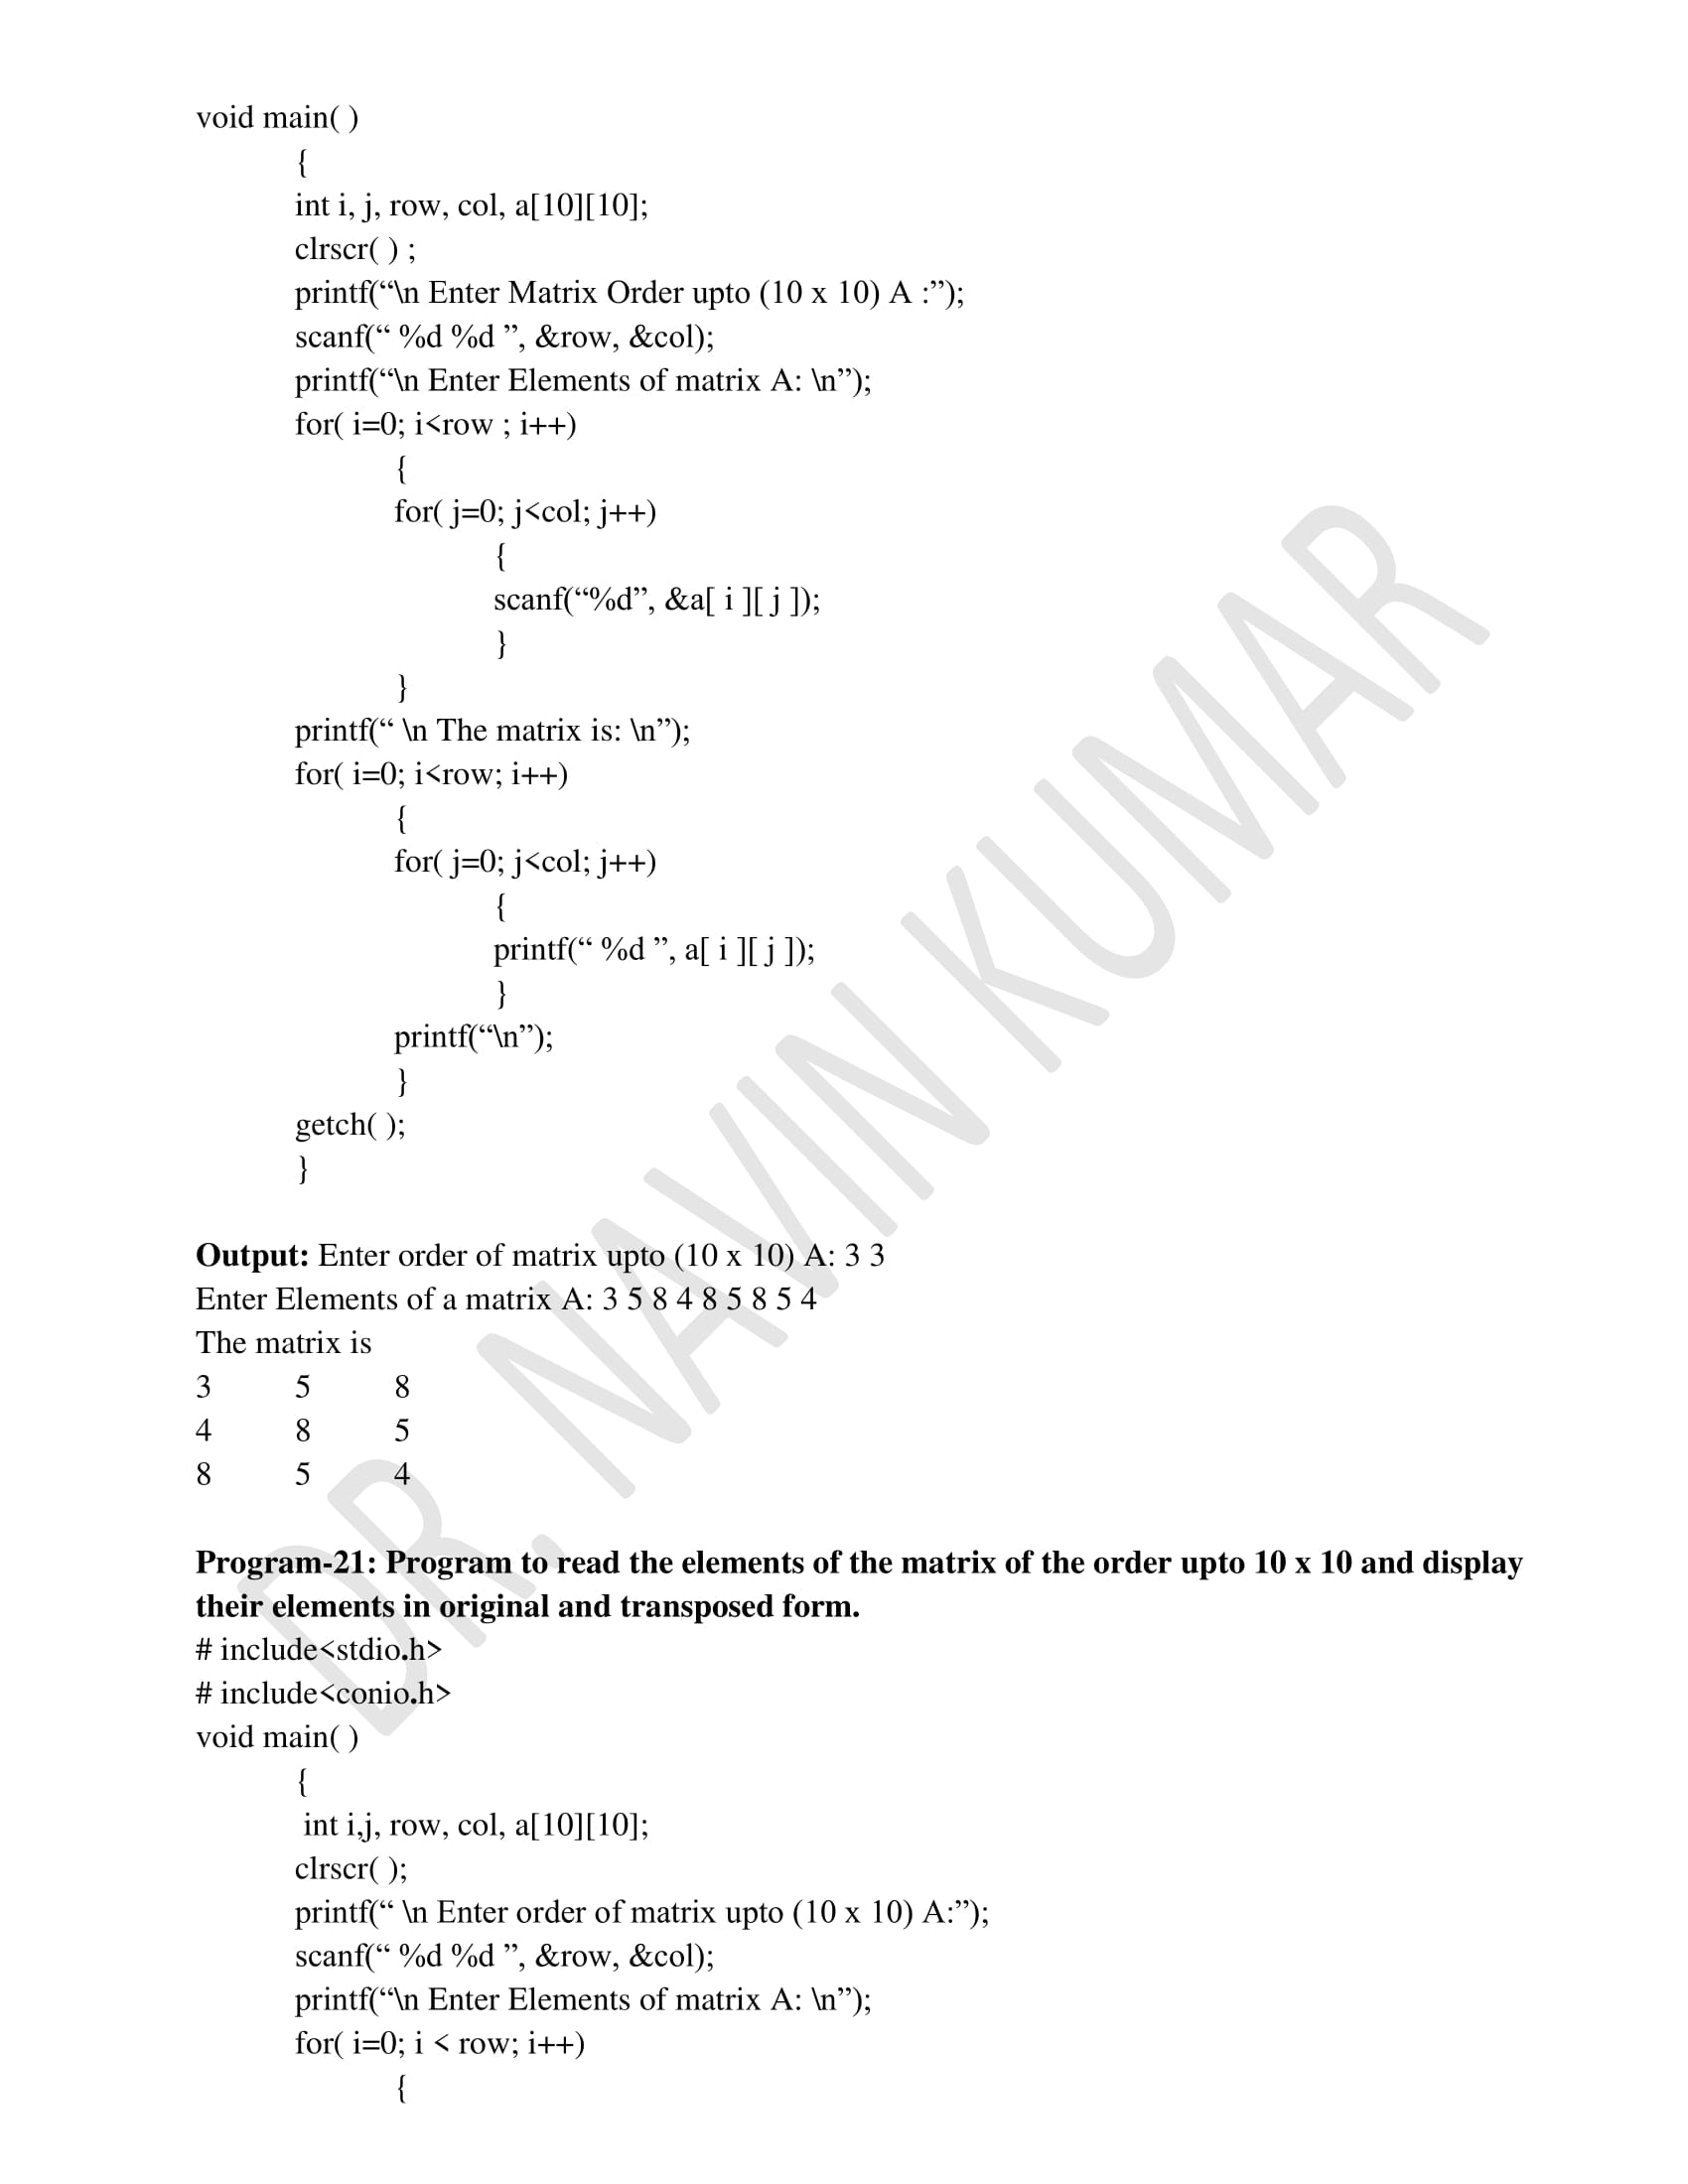 void main( )
{
int i, j, row, col, a[10][10];
clrscr( ) ;
printf(“\n Enter Matrix Order upto (10 x 10) A :”);
scanf(“ %d %d ”, &row, &col);
printf(“\n Enter Elements of matrix A: \n”);
for( i=0; i<row ; i++)
{
for( j=0; j<col; j++)
{
scanf(“%d”, &a[ i ][ j ]);
}
}
printf(“ \n The matrix is: \n”);
for( i=0; i<row; i++)
{
for( j=0; j<col; j++)
{
printf(“ %d ”, a[ i ][ j ]);
}
printf(“\n”);
}
getch( );
}
Output: Enter order of matrix upto (10 x 10) A: 3 3
Enter Elements of a matrix A: 3 5 8 4 8 5 8 5 4
The matrix is
3 5 8
4 8 5
8 5 4
Program-21: Program to read the elements of the matrix of the order upto 10 x 10 and display
their elements in original and transposed form.
# include<stdio.h>
# include<conio.h>
void main( )
{
int i,j, row, col, a[10][10];
clrscr( );
printf(“ \n Enter order of matrix upto (10 x 10) A:”);
scanf(“ %d %d ”, &row, &col);
printf(“\n Enter Elements of matrix A: \n”);
for( i=0; i < row; i++)
{
DR. NAVIN KUMAR